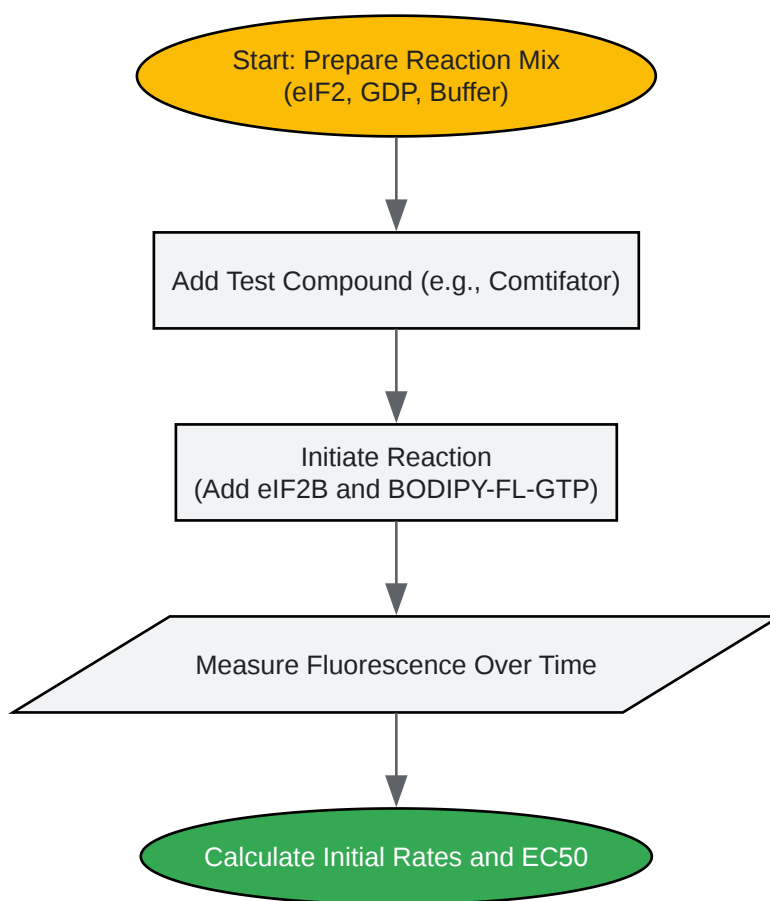 Start: Prepare Reaction Mix
(eIF2, GDP, Buffer)
Add Test Compound (e.g., Comtifator)
Initiate Reaction
(Add eIF2B and BODIPY-FL-GTP)
Measure Fluorescence Over Time
Calculate Initial Rates and EC50